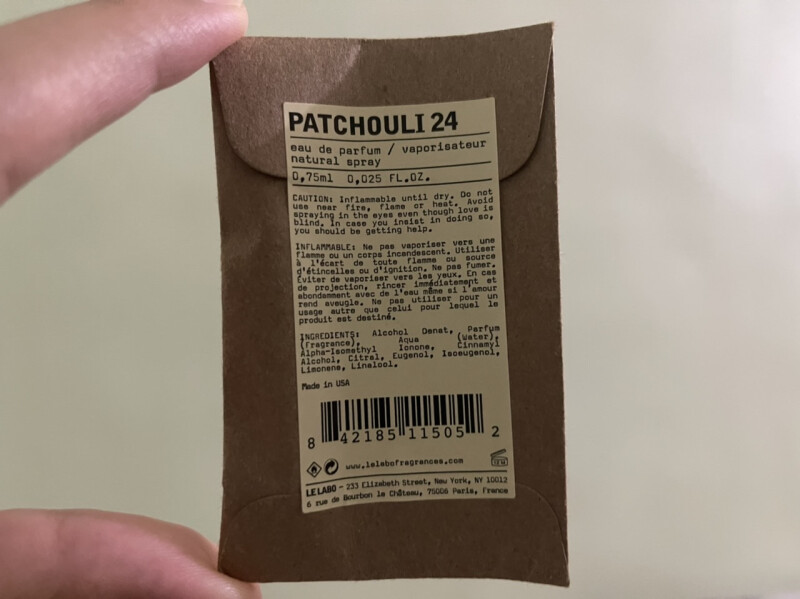 PATCHOULI 24
eau de parfum / vaporisateur
natural spray
0,75ml 0,025 FL.OZ.
CAUTION: Inflammable until dry. Do not
use near fire, flame or heat. Avoid
spraying in the eyes even though love is
blind. In case you insist in doing so,
you should be getting help.
INFLAMMABLE: Ne pas vaporiser vers une
flamme ou un corps incandescent. Utiliser
à l'écart de toute flamme ou source
d'étincelles ou d'ignition. Ne pas fumer.
Éviter de vaporiser vers les yeux. En cas
de projection, rincer immédiatement et
abondamment avec de l'eau même si l'amour
rend aveugle. Ne pas utiliser pour un
usage autre que celui pour lequel le
produit est destiné.
INGREDIENTS: Alcohol Denat, Parfum
(fragrance), Aqua (Water),
Alpha-Isomethyl Ionone, Cinnamyl
Alcohol, Citral, Eugenol, Isoeugenol,
Limonene, Linalool.
Made in USA
8 42185 11505 2
www.lelabofragrances.com
LE LABO - 233 Elizabeth Street, New York, NY 10012
6 rue de Bourbon le Château, 75006 Paris, France